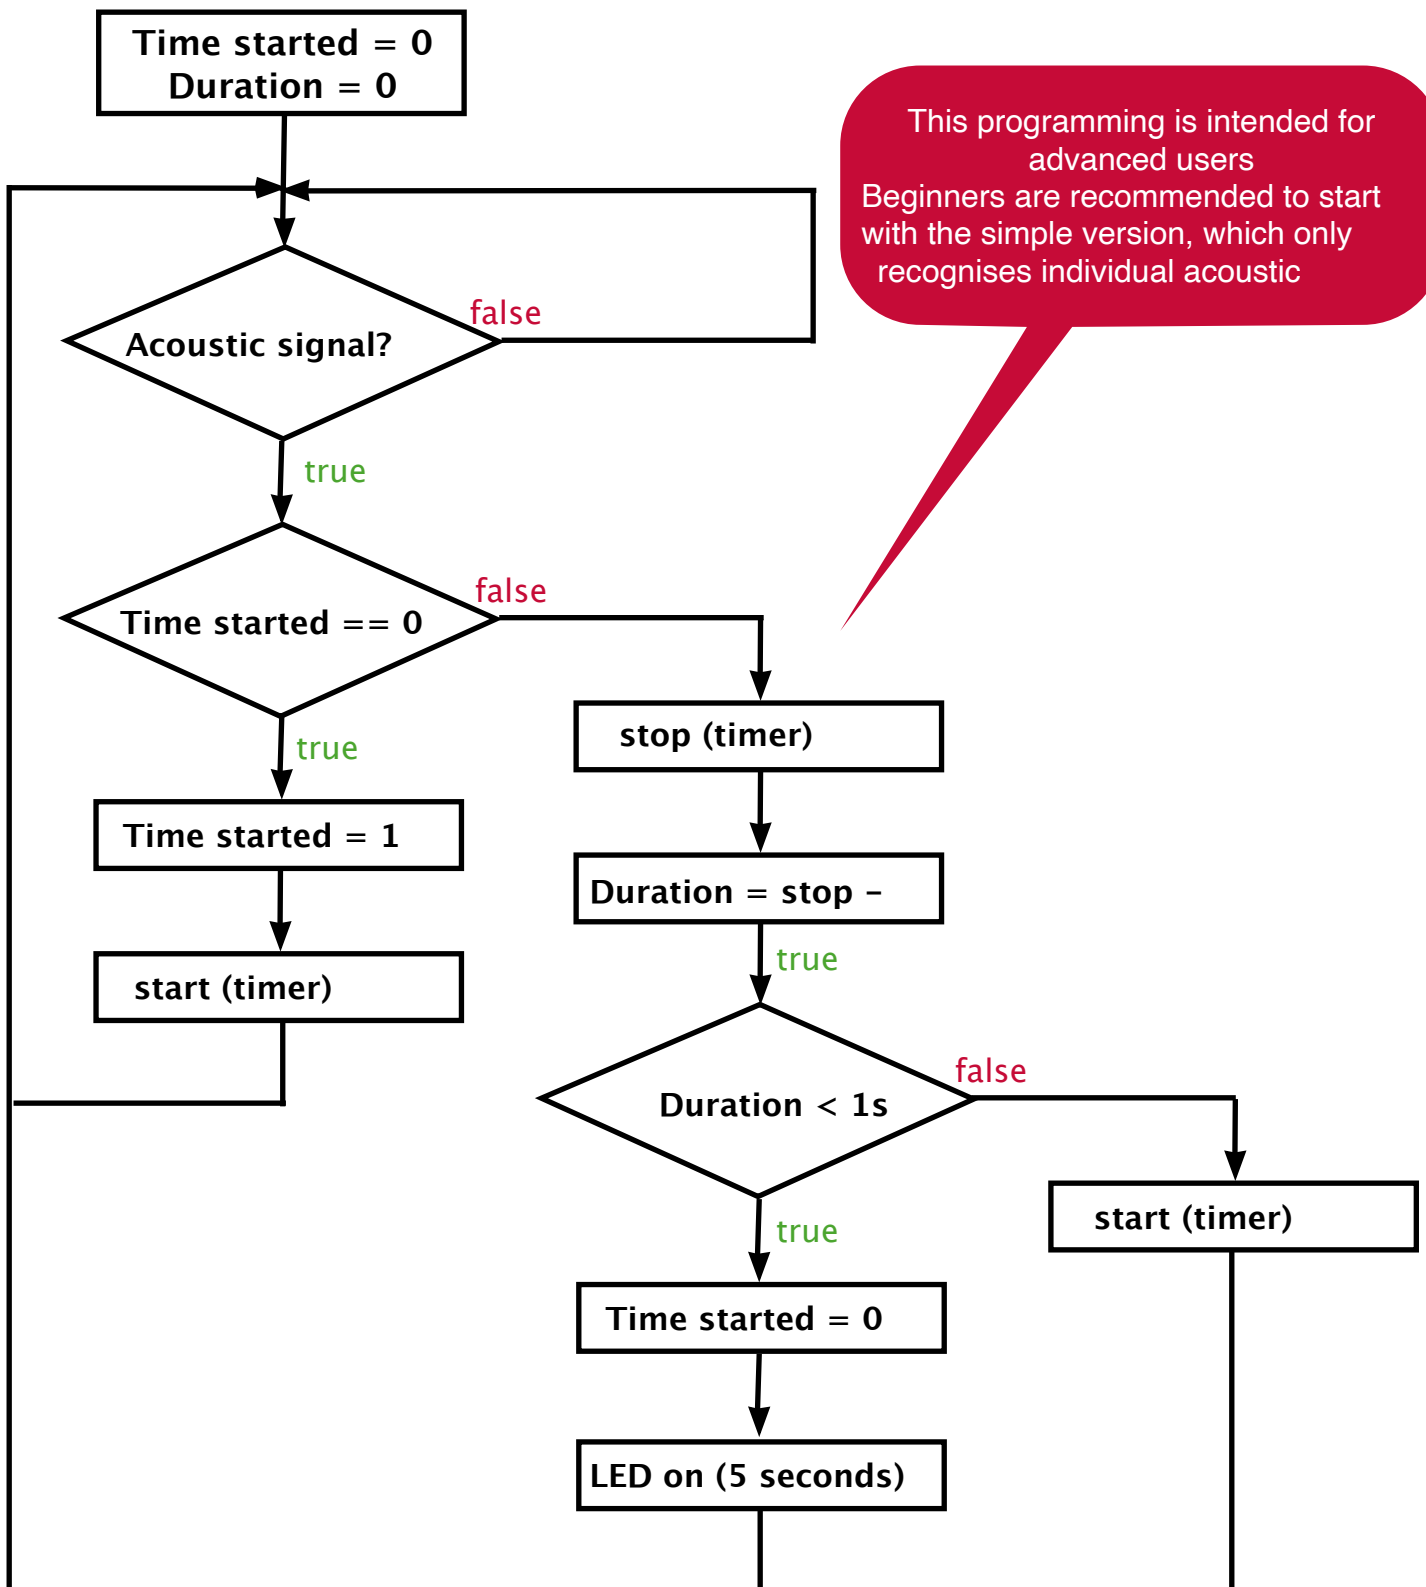 Time started = 0
Duration = 0
This programming is intended for
advanced users
Beginners are recommended to start
with the simple version, which only
recognises individual acoustic
false
Acoustic signal?
true
false
Time started == 0
stop (timer)
true
Time started = 1
Duration = stop –
true
start (timer)
false
Duration < 1s
start (timer)
true
Time started = 0
LED on (5 seconds)